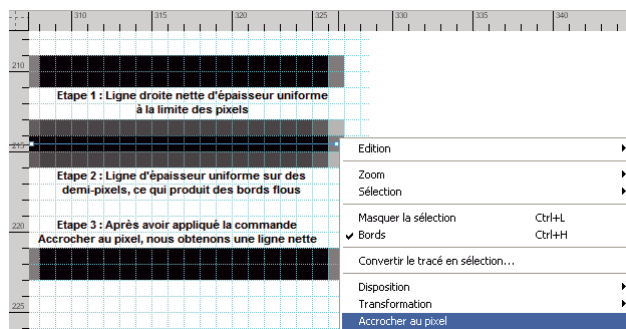 310 315 320 325 330 335 340
210
Etape 1 : Ligne droite nette d'épaisseur uniforme
à la limite des pixels
215
Etape 2 : Ligne d'épaisseur uniforme sur des
demi-pixels, ce qui produit des bords flous
220
Etape 3 : Après avoir appliqué la commande
Accrocher au pixel, nous obtenons une ligne nette
225
Edition
Zoom
Sélection
Masquer la sélection Ctrl+L
Bords Ctrl+H
Convertir le tracé en sélection...
Disposition
Transformation
Accrocher au pixel